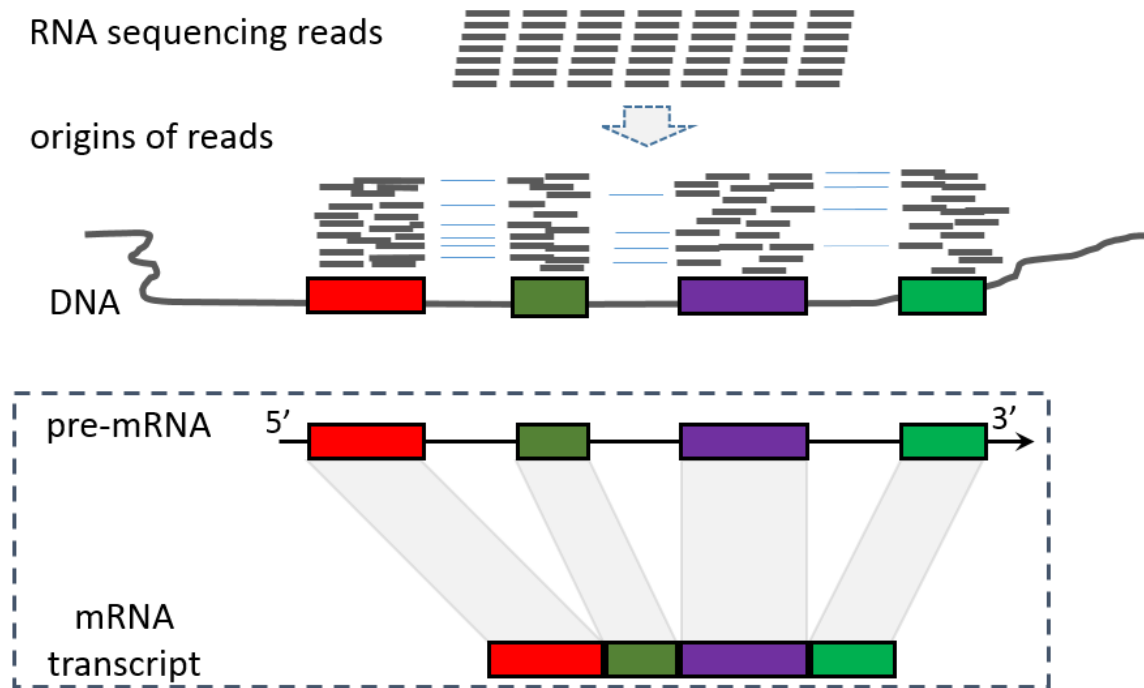 RNA sequencing reads
origins of reads
DNA
pre-mRNA
5’
3’
mRNA
transcript